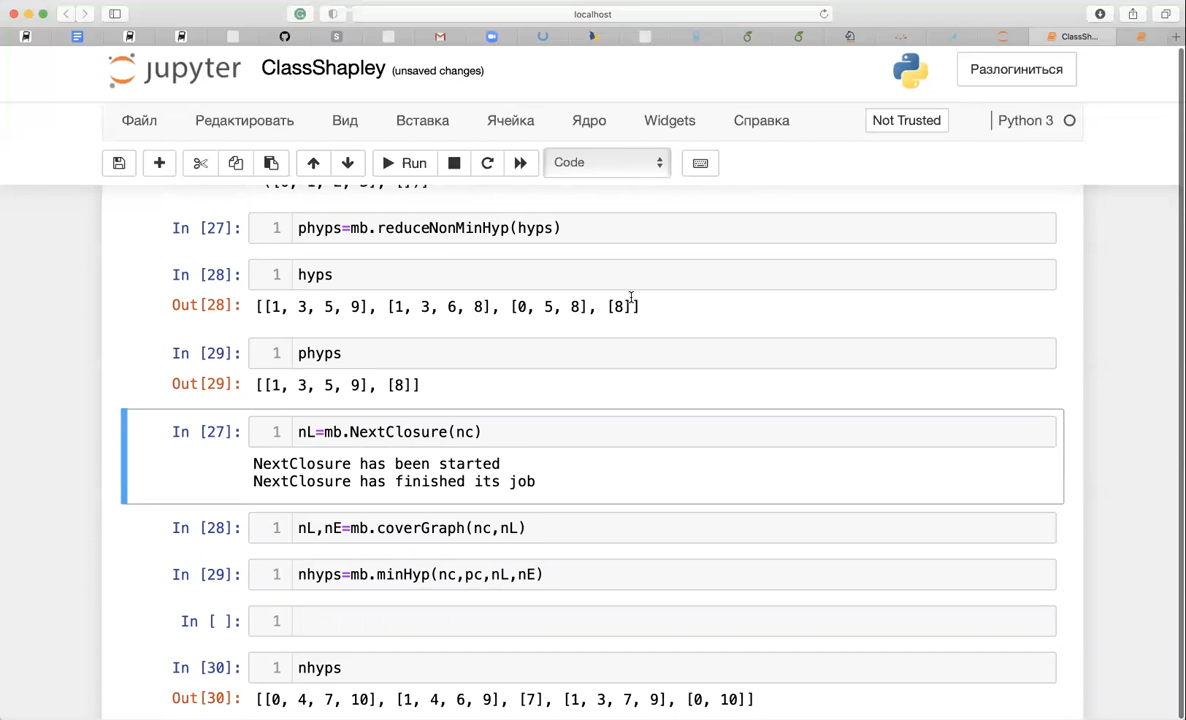 localhost
ClassSh...
jupyter ClassShapley (unsaved changes) Разлогиниться
Файл Редактировать Вид Вставка Ячейка Ядро Widgets Справка Not Trusted Python 3
Run Code
In [27]: 1 phyps=mb.reduceNonMinHyp(hyps)
In [28]: 1 hyps
Out[28]: [[1, 3, 5, 9], [1, 3, 6, 8], [0, 5, 8], [8]]
In [29]: 1 phyps
Out[29]: [[1, 3, 5, 9], [8]]
In [27]: 1 nL=mb.NextClosure(nc)
NextClosure has been started
NextClosure has finished its job
In [28]: 1 nL,nE=mb.coverGraph(nc,nL)
In [29]: 1 nhyps=mb.minHyp(nc,pc,nL,nE)
In [ ]: 1
In [30]: 1 nhyps
Out[30]: [[0, 4, 7, 10], [1, 4, 6, 9], [7], [1, 3, 7, 9], [0, 10]]